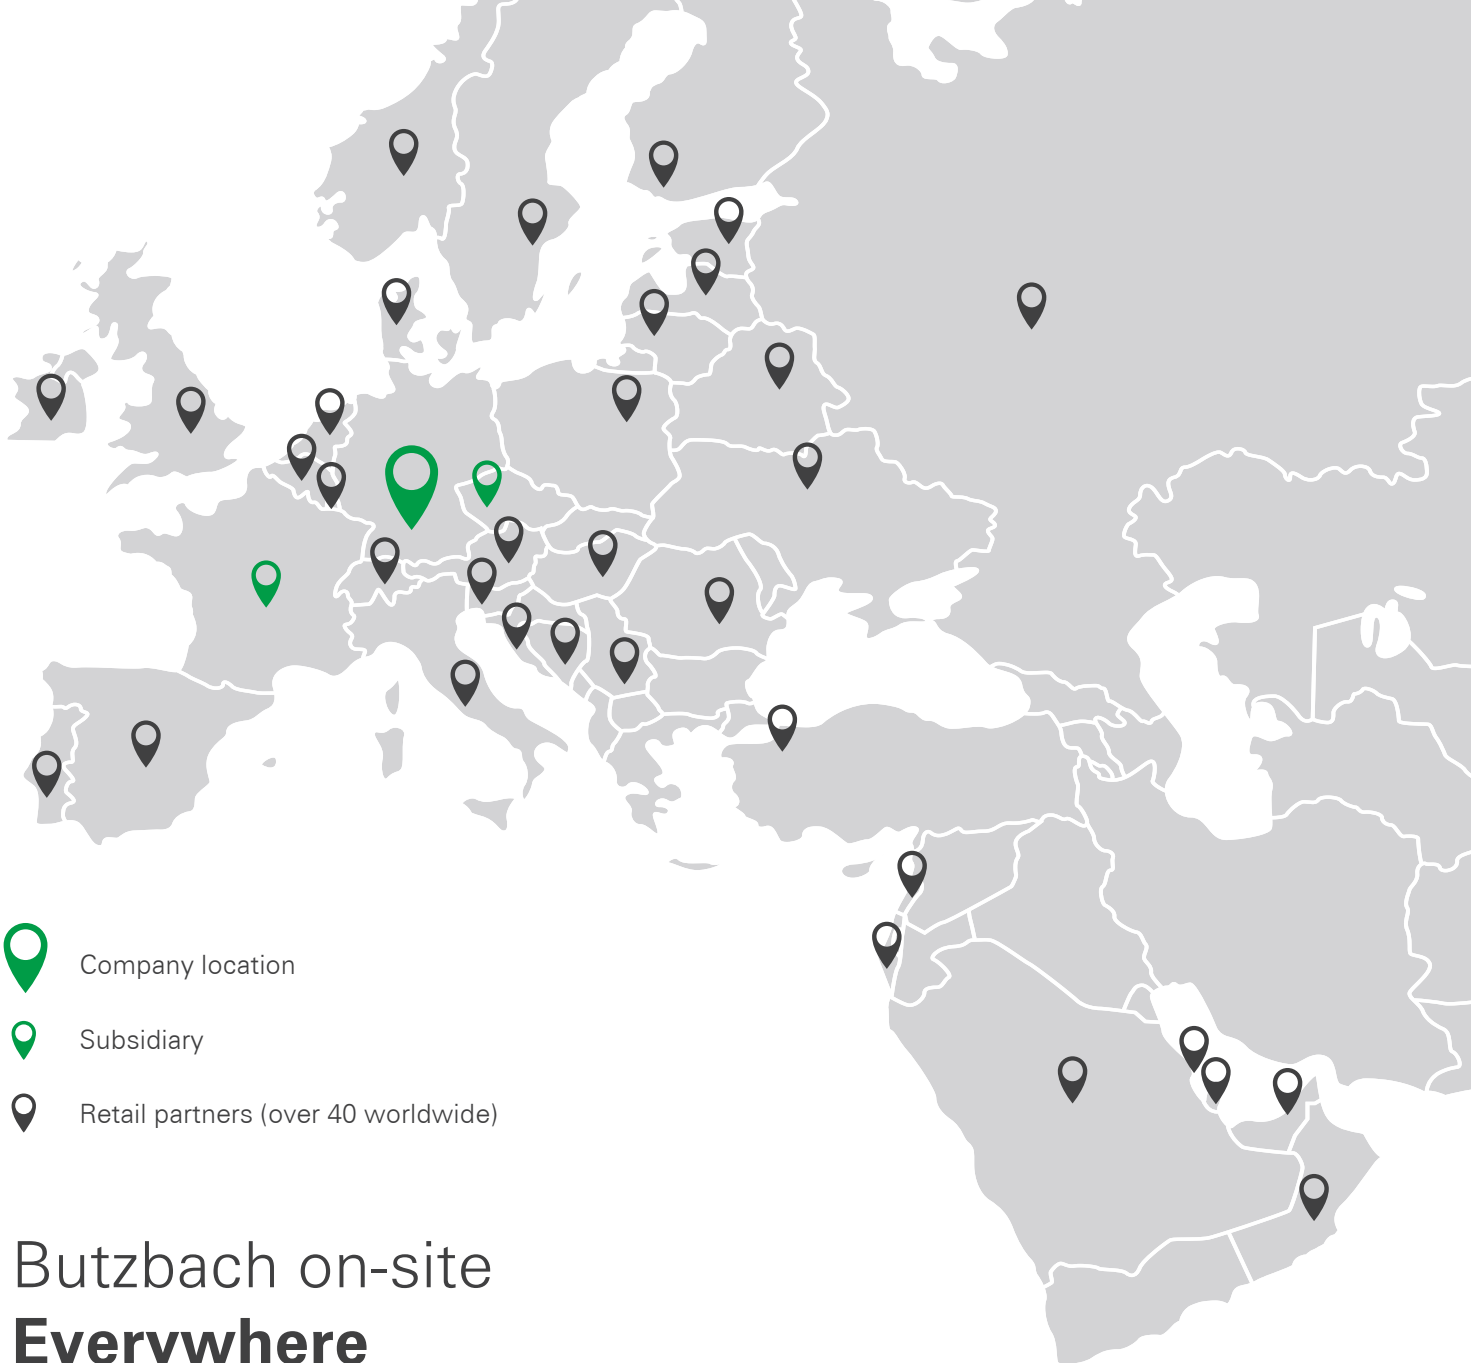 Company location
Subsidiary
Retail partners (over 40 worldwide)
Butzbach on-site
Everywhere